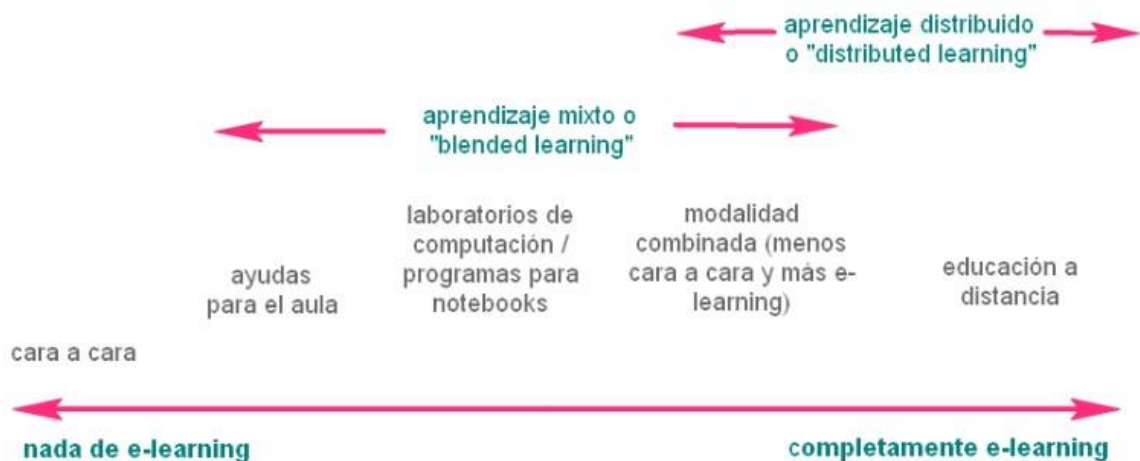 aprendizaje distribuido
o "distributed learning"
aprendizaje mixto o
"blended learning"
ayudas
para el aula
laboratorios de
computación /
programas para
notebooks
modalidad
combinada (menos
cara a cara y más e-
learning)
educación a
distancia
cara a cara
nada de e-learning
completamente e-learning